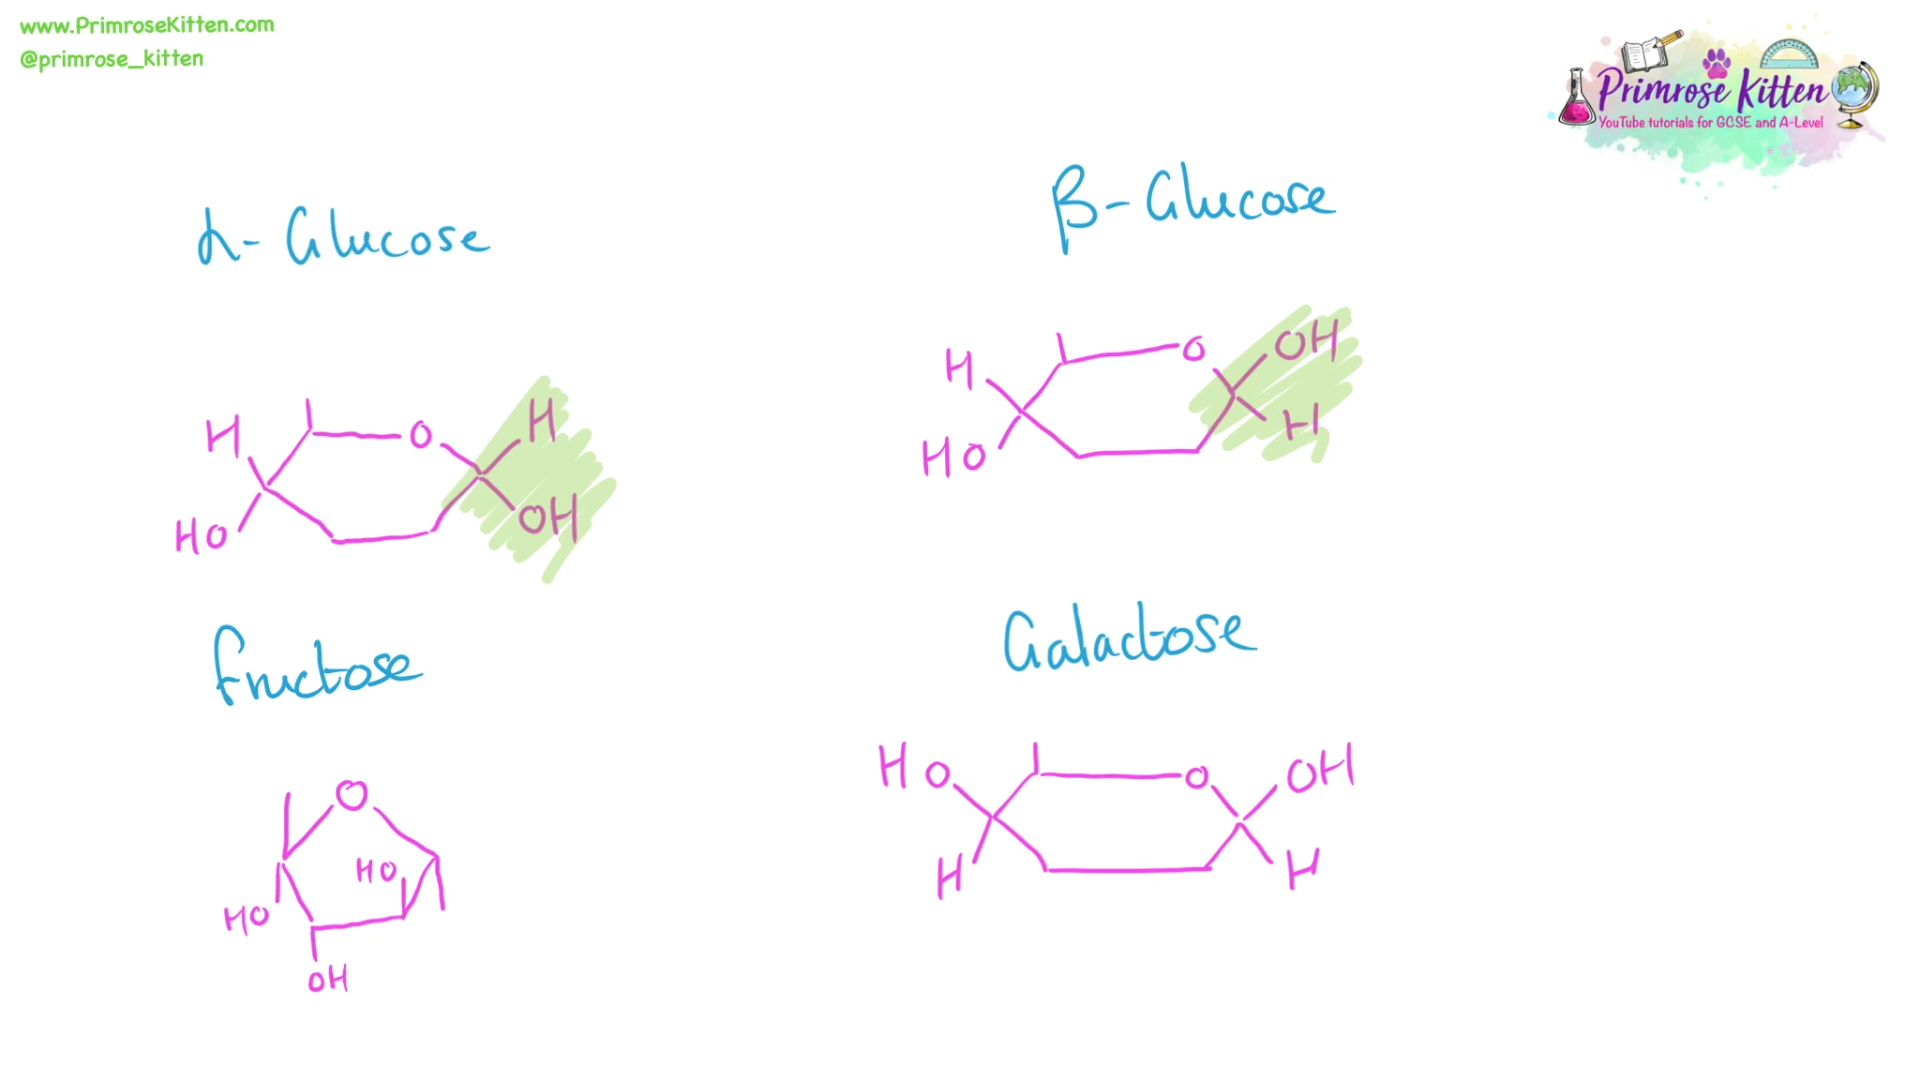 www.PrimroseKitten.com
@primrose_kitten
Primrose Kitten
YouTube tutorials for GCSE and A-Level
α-Glucose
β-Glucose
H
O
H
HO
OH
H
O
OH
HO
H
Fructose
Galactose
O
HO
HO
OH
HO
O
OH
H
H